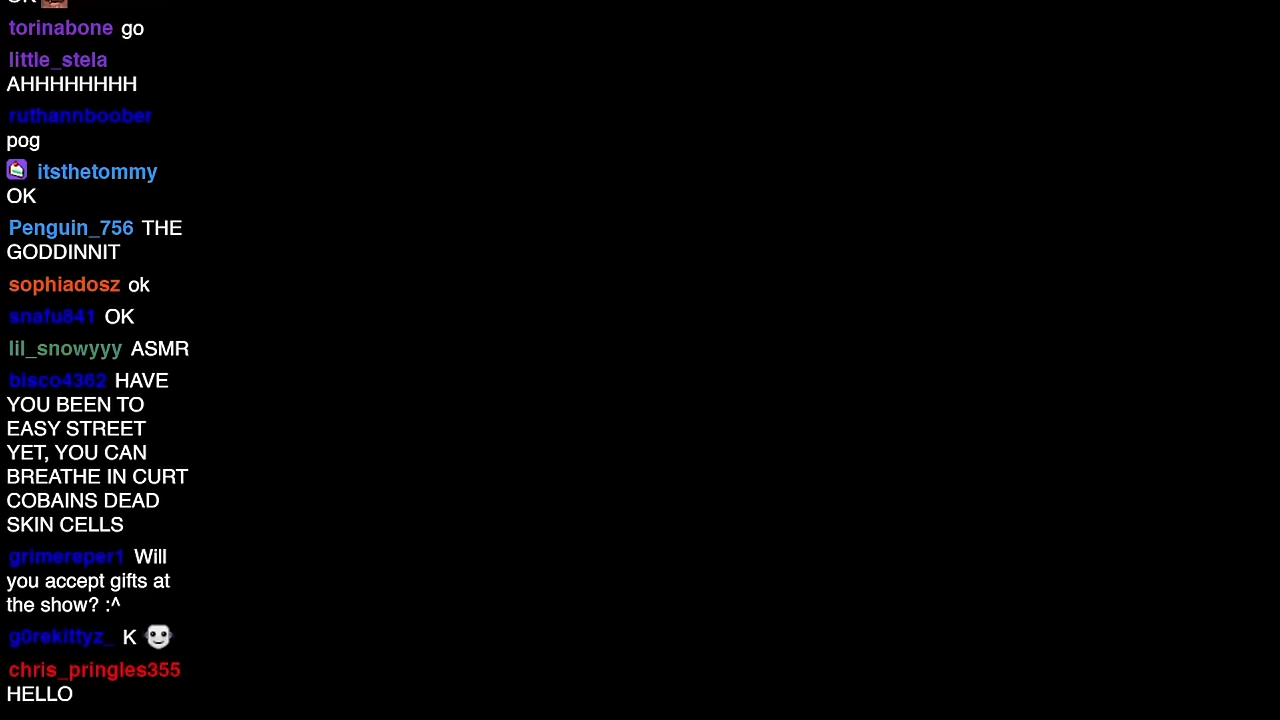 OK
torinabone go
little_stela
AHHHHHHHH
ruthannboober
pog
itsthetommy
OK
Penguin_756 THE
GODDINNIT
sophiadosz ok
snafu841 OK
lil_snowyyy ASMR
bisco4362 HAVE
YOU BEEN TO
EASY STREET
YET, YOU CAN
BREATHE IN CURT
COBAINS DEAD
SKIN CELLS
grimereper1 Will
you accept gifts at
the show? :^
g0rekittyz_ K
chris_pringles355
HELLO